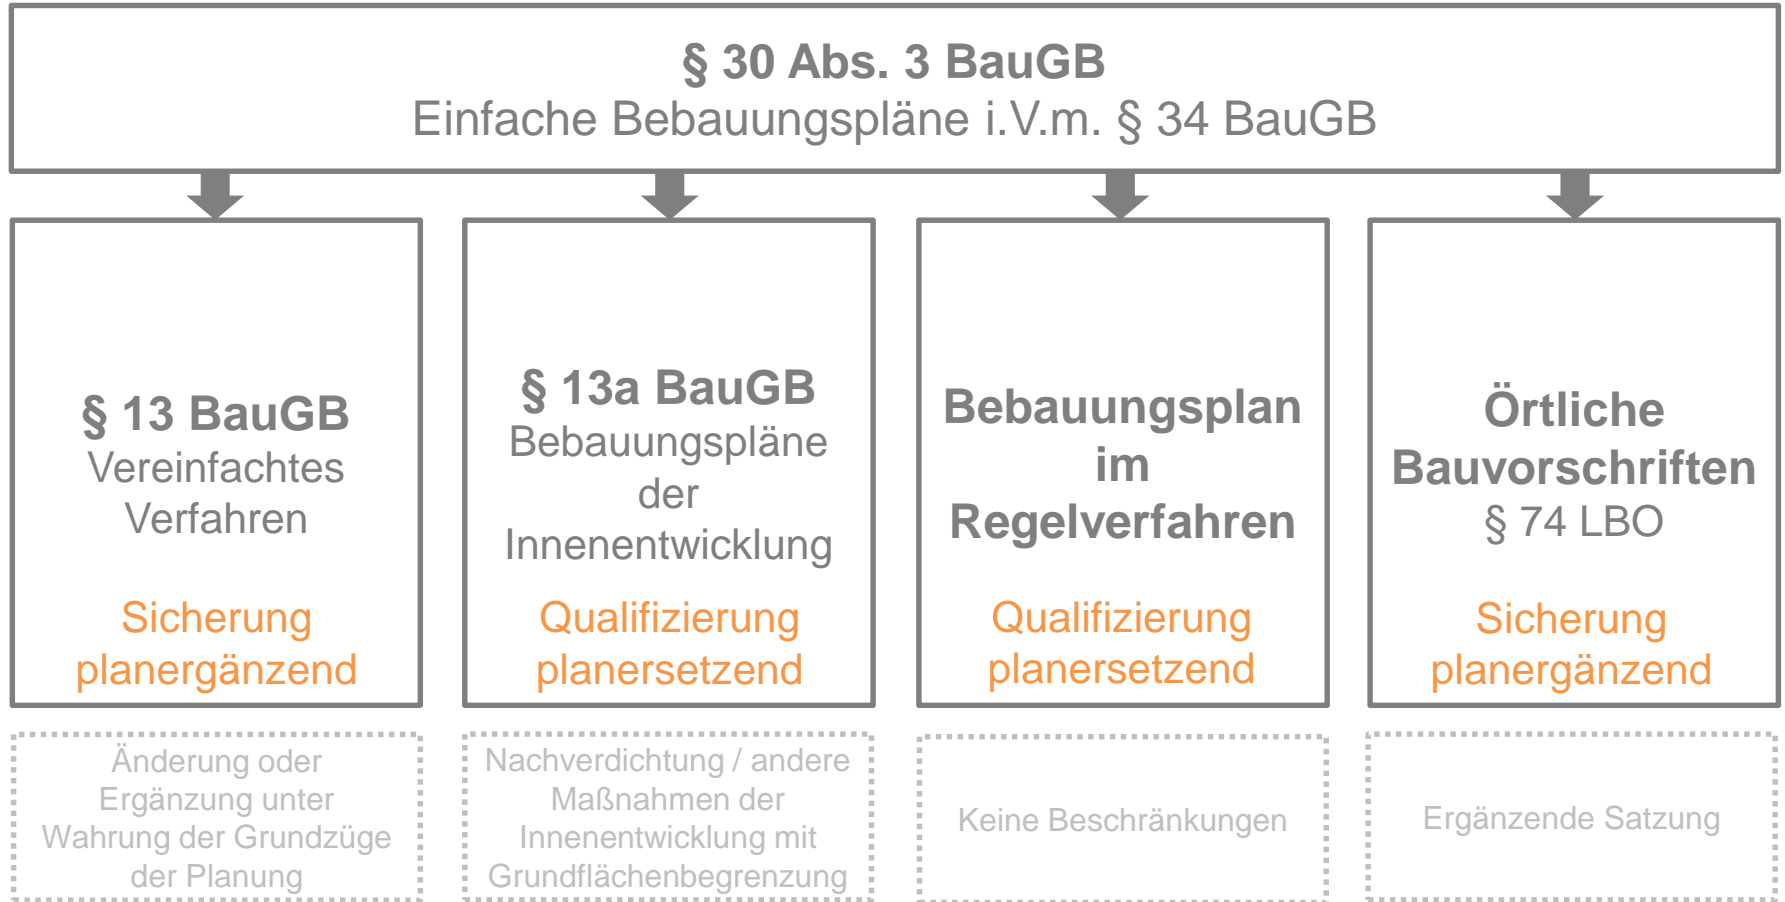 § 30 Abs. 3 BauGB
Einfache Bebauungspläne i.V.m. § 34 BauGB
§ 13 BauGB
Vereinfachtes
Verfahren
Sicherung
planergänzend
§ 13a BauGB
Bebauungspläne
der
Innenentwicklung
Qualifizierung
planersetzend
Bebauungsplan
im
Regelverfahren
Qualifizierung
planersetzend
Örtliche
Bauvorschriften
§ 74 LBO
Sicherung
planergänzend
Änderung oder
Ergänzung unter
Wahrung der Grundzüge
der Planung
Nachverdichtung / andere
Maßnahmen der
Innenentwicklung mit
Grundflächenbegrenzung
Keine Beschränkungen
Ergänzende Satzung